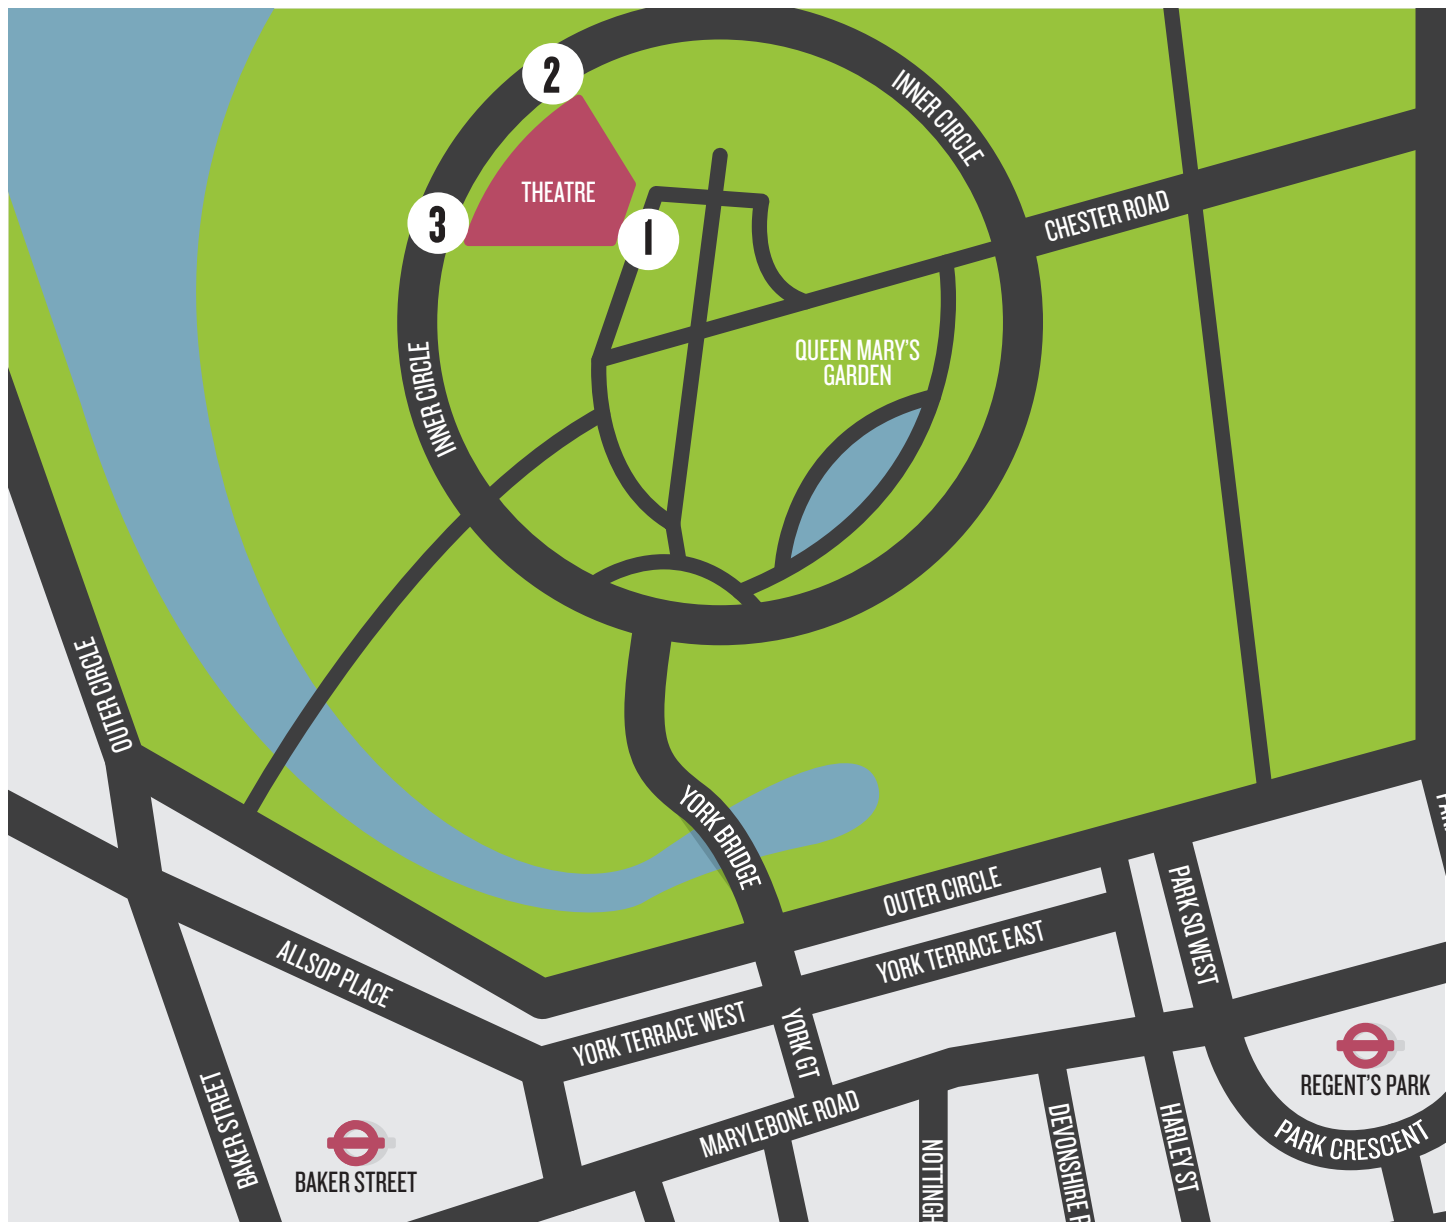 2
INNER CIRCLE
THEATRE
3
1
CHESTER ROAD
QUEEN MARY'S
GARDEN
INNER CIRCLE
OUTER CIRCLE
YORK BRIDGE
OUTER CIRCLE
PARK SQ WEST
YORK TERRACE EAST
ALLSOP PLACE
YORK TERRACE WEST
YORK GT
REGENT'S PARK
MARYLEBONE ROAD
BAKER STREET
BAKER STREET
DEVONSHIRE
HARLEY ST
PARK CRESCENT
NOTTINGH